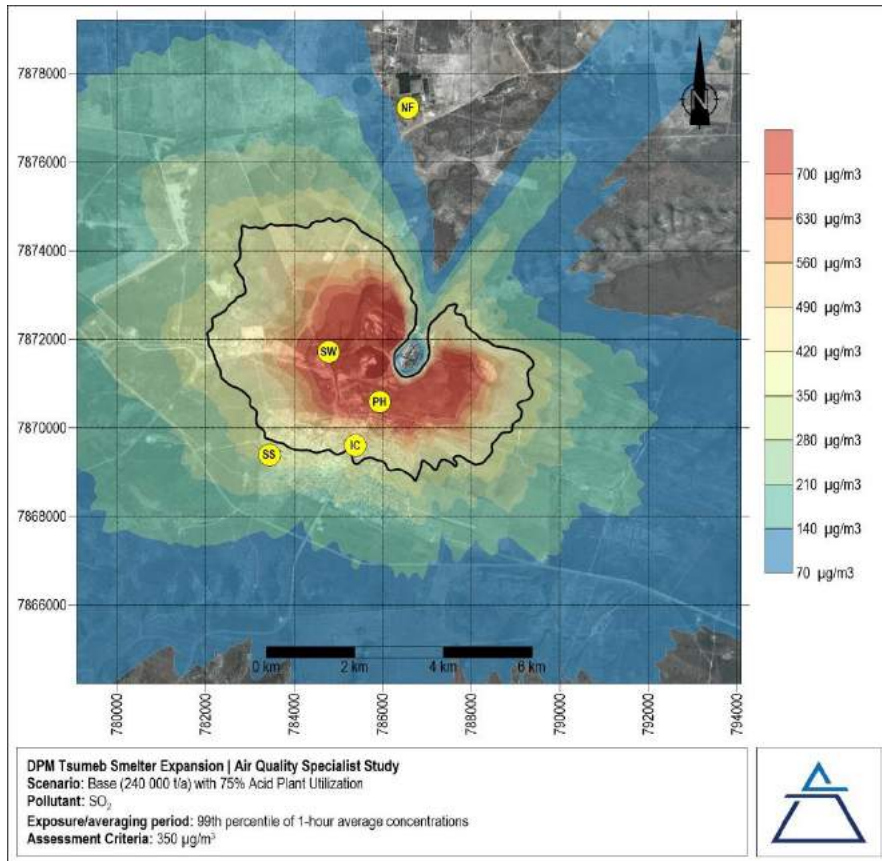 7878000
7876000
7874000
7872000
7870000
7868000
7866000
NF
SW
PH
IC
SS
N
700 µg/m3
630 µg/m3
560 µg/m3
490 µg/m3
420 µg/m3
350 µg/m3
280 µg/m3
210 µg/m3
140 µg/m3
70 µg/m3
0 km 2 km 4 km 6 km
780000 782000 784000 786000 788000 790000 792000 794000
DPM Tsumeb Smelter Expansion | Air Quality Specialist Study
Scenario: Base (240 000 t/a) with 75% Acid Plant Utilization
Pollutant: SO₂
Exposure/averaging period: 99th percentile of 1-hour average concentrations
Assessment Criteria: 350 µg/m³